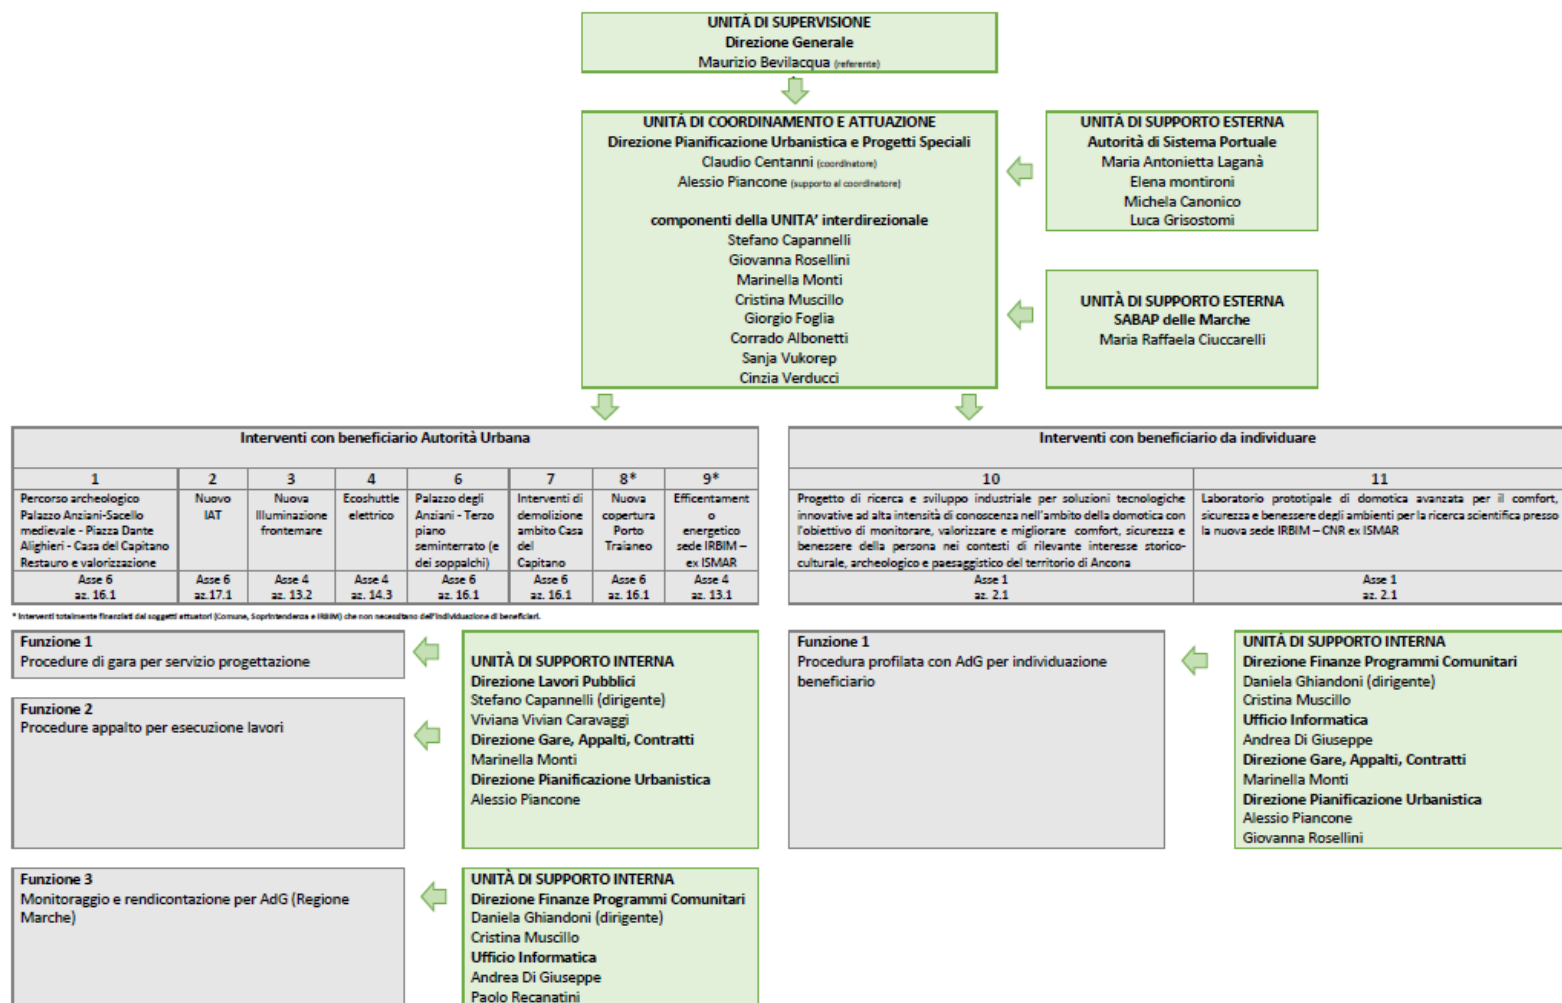 UNITÀ DI SUPERVISIONE
Direzione Generale
Maurizio Bevilacqua (referente)
UNITÀ DI COORDINAMENTO E ATTUAZIONE
Direzione Pianificazione Urbanistica e Progetti Speciali
Claudio Centanni (coordinatore)
Alessio Piancone (supporto al coordinatore)
componenti della UNITA' interdirezionale
Stefano Capannelli
Giovanna Rosellini
Marinella Monti
Cristina Muscillo
Giorgio Foglia
Corrado Albonetti
Sanja Vukorep
Cinzia Verducci
UNITÀ DI SUPPORTO ESTERNA
Autorità di Sistema Portuale
Maria Antonietta Laganà
Elena montironi
Michela Canonico
Luca Grisostomi
UNITÀ DI SUPPORTO ESTERNA
SABAP delle Marche
Maria Raffaela Ciuccarelli
Interventi con beneficiario Autorità Urbana
1
Percorso archeologico
Palazzo Anziani-Sacello
medievale - Piazza Dante
Alighieri - Casa del Capitano
Restauro e valorizzazione
Asse 6
az. 16.1
2
Nuovo
IAT
Asse 6
az.17.1
3
Nuova
Illuminazione
frontemare
Asse 4
az. 13.2
4
Ecoshuttle
elettrico
Asse 4
az. 14.3
6
Palazzo degli
Anziani - Terzo
piano
seminterrato (e
dei soppalchi)
Asse 6
az. 16.1
7
Interventi di
demolizione
ambito Casa
del
Capitano
Asse 6
az. 16.1
8*
Nuova
copertura
Porto
Traianeo
Asse 6
az. 16.1
9*
Efficentament
o
energetico
sede IRBIM –
ex ISMAR
Asse 4
az. 13.1
* Interventi totalmente finanziati dai soggetti attuatori (Comune, Soprintendenza e IRBIM) che non necessitano dell'individuazione di beneficiari.
Interventi con beneficiario da individuare
10
Progetto di ricerca e sviluppo industriale per soluzioni tecnologiche
innovative ad alta intensità di conoscenza nell'ambito della domotica con
l'obiettivo di monitorare, valorizzare e migliorare comfort, sicurezza e
benessere della persona nei contesti di rilevante interesse storico-
culturale, archeologico e paesaggistico del territorio di Ancona
Asse 1
az. 2.1
11
Laboratorio prototipale di domotica avanzata per il comfort,
sicurezza e benessere degli ambienti per la ricerca scientifica presso
la nuova sede IRBIM – CNR ex ISMAR
Asse 1
az. 2.1
Funzione 1
Procedure di gara per servizio progettazione
Funzione 2
Procedure appalto per esecuzione lavori
UNITÀ DI SUPPORTO INTERNA
Direzione Lavori Pubblici
Stefano Capannelli (dirigente)
Viviana Vivian Caravaggi
Direzione Gare, Appalti, Contratti
Marinella Monti
Direzione Pianificazione Urbanistica
Alessio Piancone
Funzione 1
Procedura profilata con AdG per individuazione
beneficiario
UNITÀ DI SUPPORTO INTERNA
Direzione Finanze Programmi Comunitari
Daniela Ghiandoni (dirigente)
Cristina Muscillo
Ufficio Informatica
Andrea Di Giuseppe
Direzione Gare, Appalti, Contratti
Marinella Monti
Direzione Pianificazione Urbanistica
Alessio Piancone
Giovanna Rosellini
Funzione 3
Monitoraggio e rendicontazione per AdG (Regione
Marche)
UNITÀ DI SUPPORTO INTERNA
Direzione Finanze Programmi Comunitari
Daniela Ghiandoni (dirigente)
Cristina Muscillo
Ufficio Informatica
Andrea Di Giuseppe
Paolo Recanatini